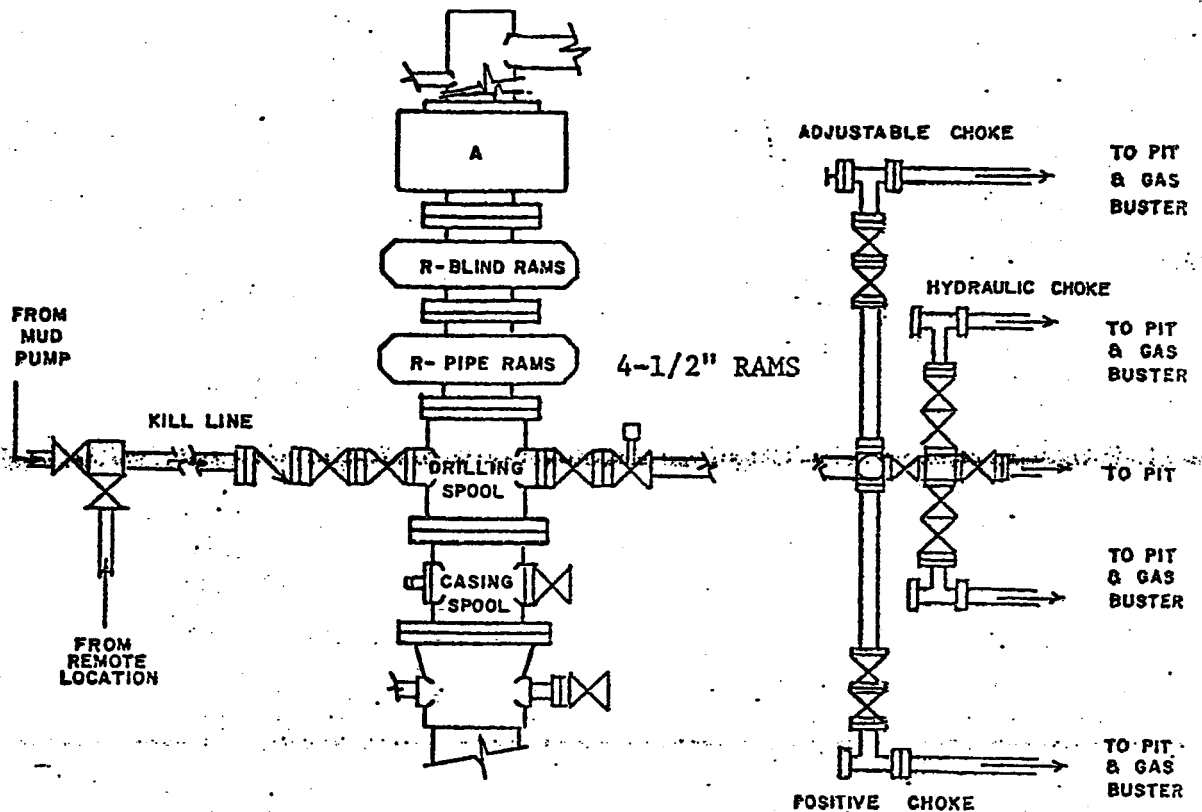 A
R-BLIND RAMS
R- PIPE RAMS
4-1/2" RAMS
FROM
MUD
PUMP
KILL LINE
DRILLING
SPOOL
CASING
SPOOL
FROM
REMOTE
LOCATION
ADJUSTABLE CHOKE
TO PIT
& GAS
BUSTER
HYDRAULIC CHOKE
TO PIT
& GAS
BUSTER
TO PIT
TO PIT
& GAS
BUSTER
TO PIT
& GAS
BUSTER
POSITIVE CHOKE